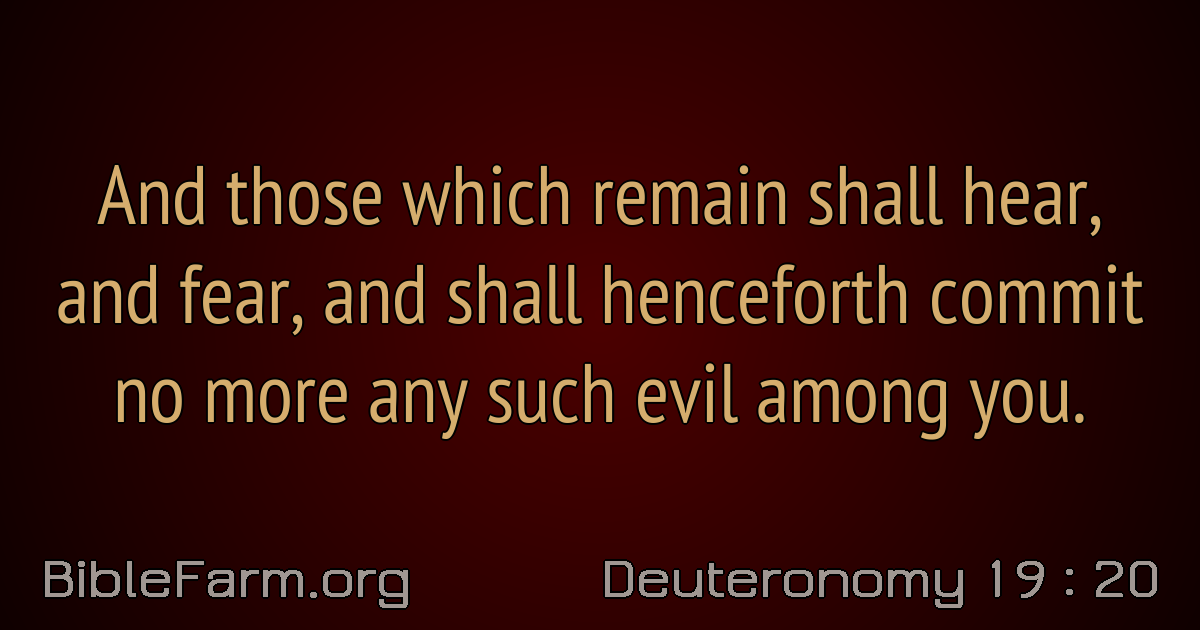 And those which remain shall hear,
and fear, and shall henceforth commit
no more any such evil among you.
BibleFarm.org
Deuteronomy 19 : 20